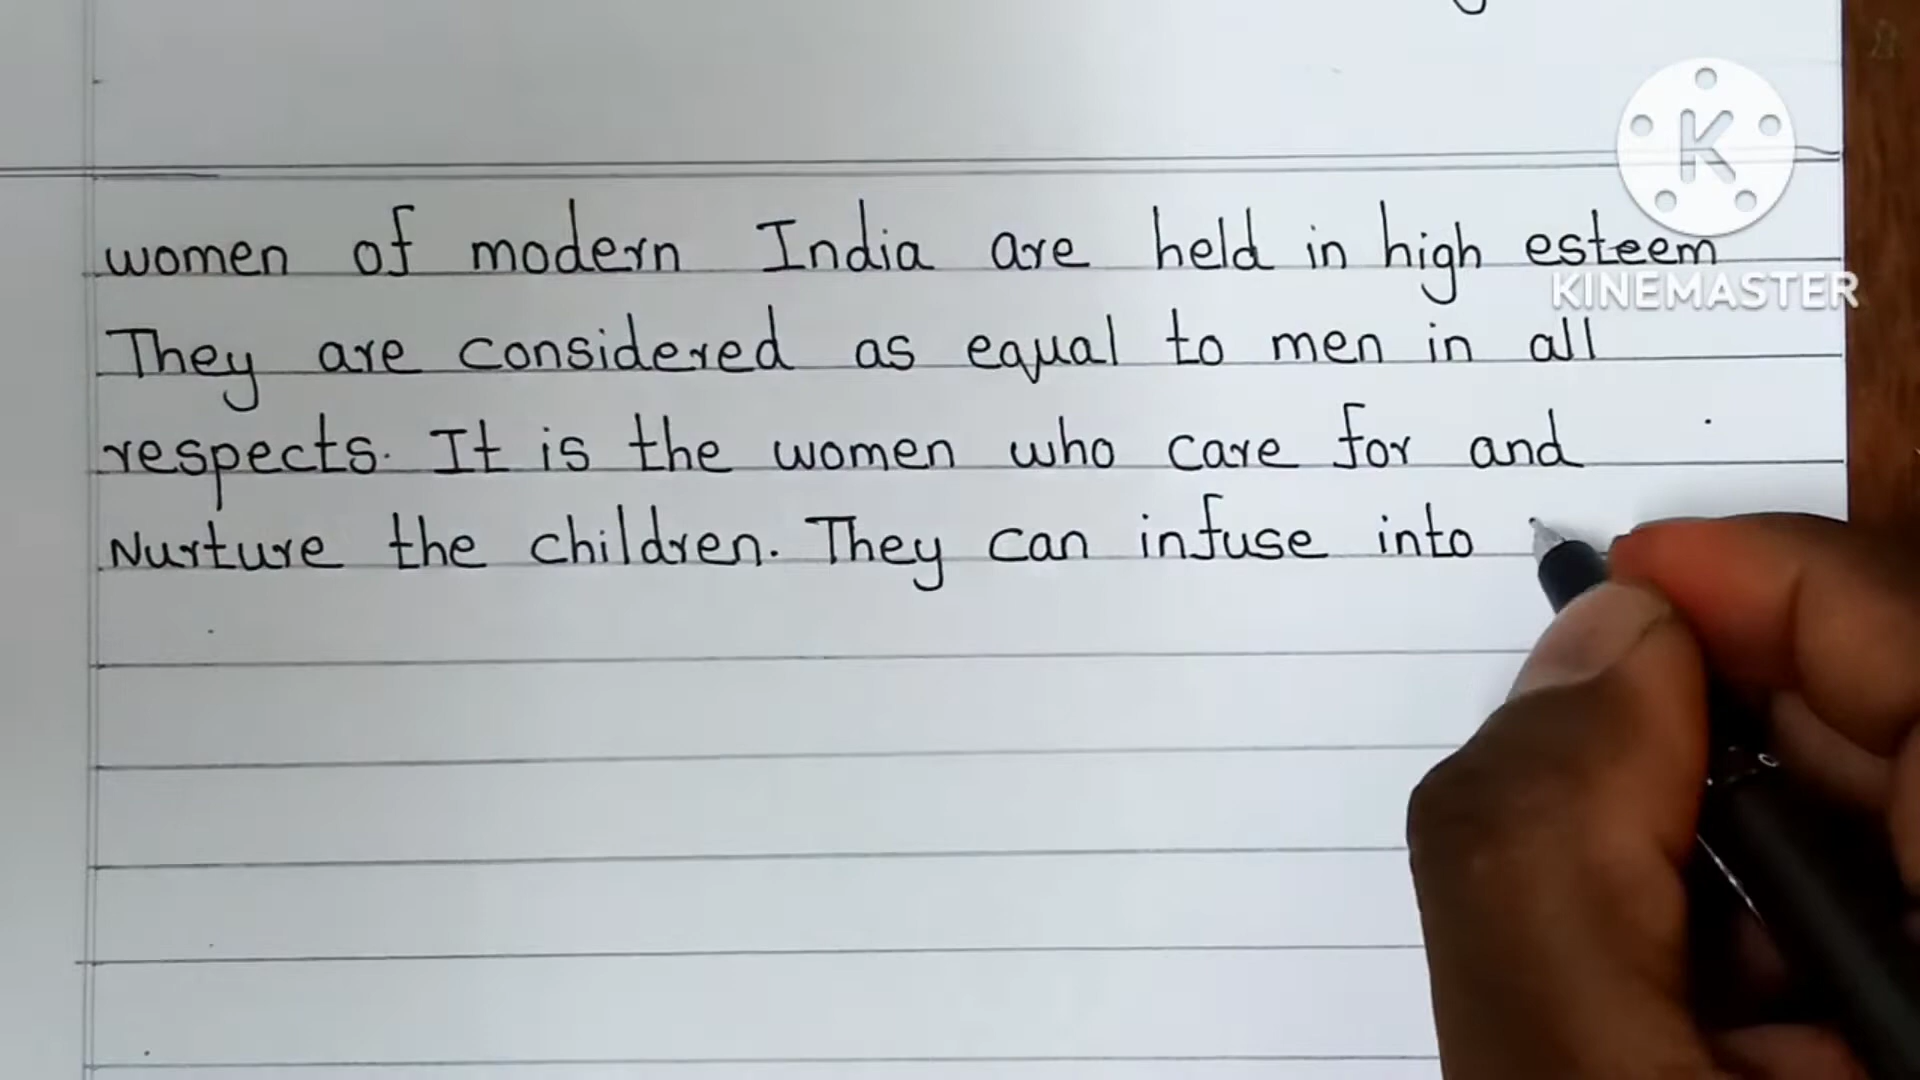 K
KINEMASTER
women of modern India are held in high esteem
They are considered as equal to men in all
respects. It is the women who care for and
Nurture the children. They can infuse into